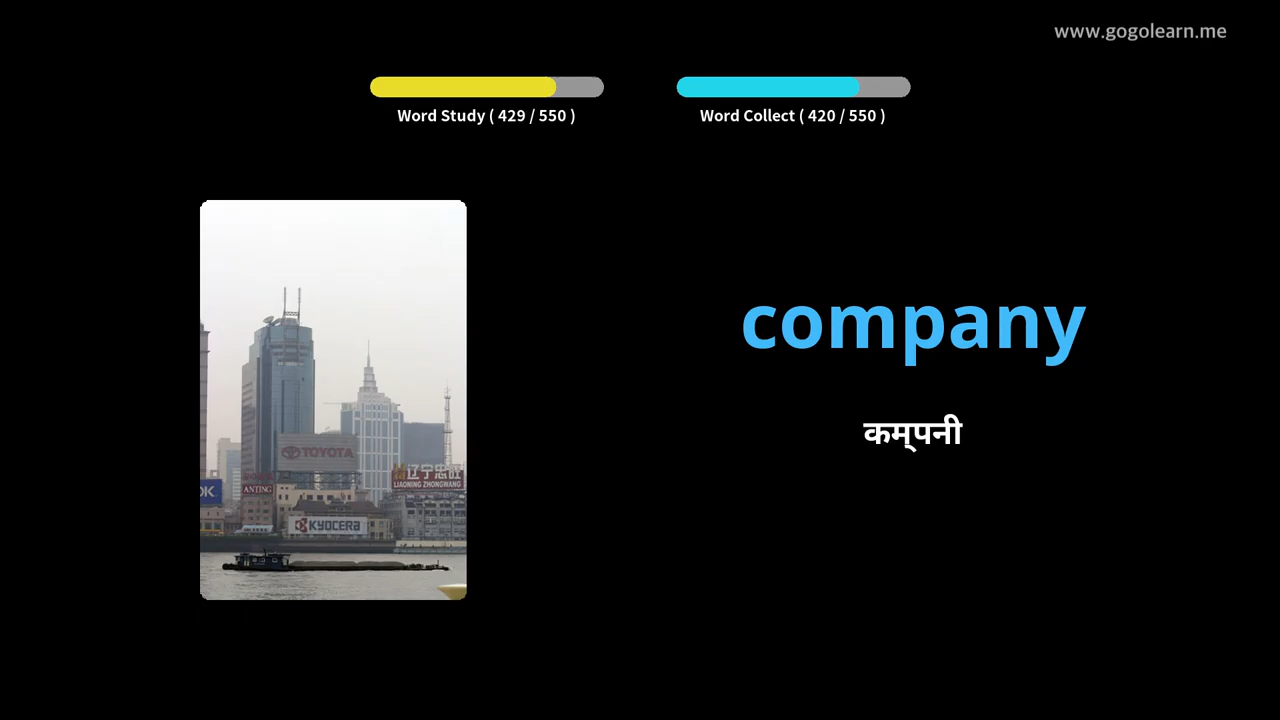 www.gogolearn.me
Word Study ( 429 / 550 )
Word Collect ( 420 / 550 )
company
कम्‌पनी
TOYOTA
辽宁忠旺
LIAONING ZHONGWANG
OK
ANTING
KYOCERA